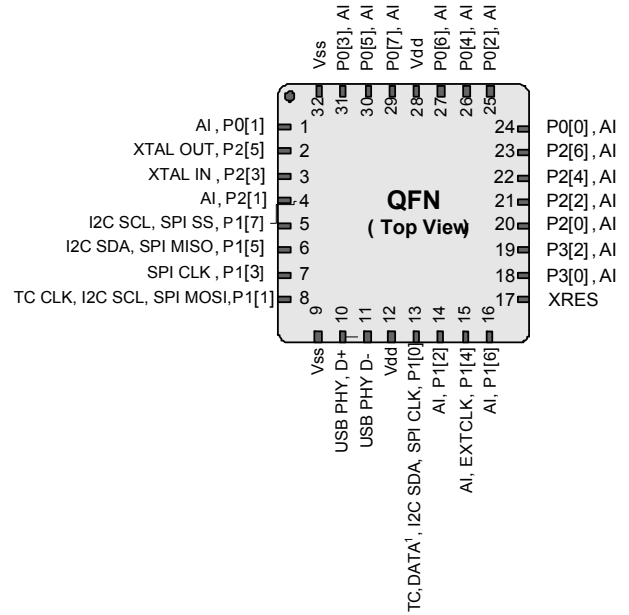 Vss
P0[3], AI
P0[5], AI
P0[7], AI
Vdd
P0[6], AI
P0[4], AI
P0[2], AI
32
31
30
29
28
27
26
25
AI , P0[1]
1
XTAL OUT, P2[5]
2
XTAL IN , P2[3]
3
AI, P2[1]
4
I2C SCL, SPI SS, P1[7]
5
I2C SDA, SPI MISO, P1[5]
6
SPI CLK , P1[3]
7
TC CLK, I2C SCL, SPI MOSI,P1[1]
8
QFN
( Top View)
24
P0[0] , AI
23
P2[6] , AI
22
P2[4] , AI
21
P2[2] , AI
20
P2[0] , AI
19
P3[2] , AI
18
P3[0] , AI
17
XRES
9
10
11
12
13
14
15
16
Vss
USB PHY, D+
USB PHY D-
Vdd
TC,DATA¹, I2C SDA, SPI CLK, P1[0]
AI, P1[2]
AI, EXTCLK, P1[4]
AI, P1[6]